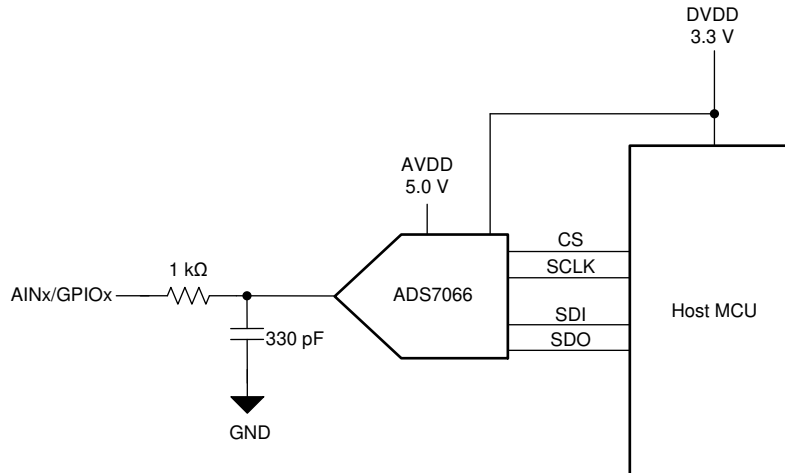 DVDD
3.3 V
AVDD
5.0 V
CS
SCLK
1 kΩ
AINx/GPIOx
ADS7066
Host MCU
SDI
330 pF
SDO
GND